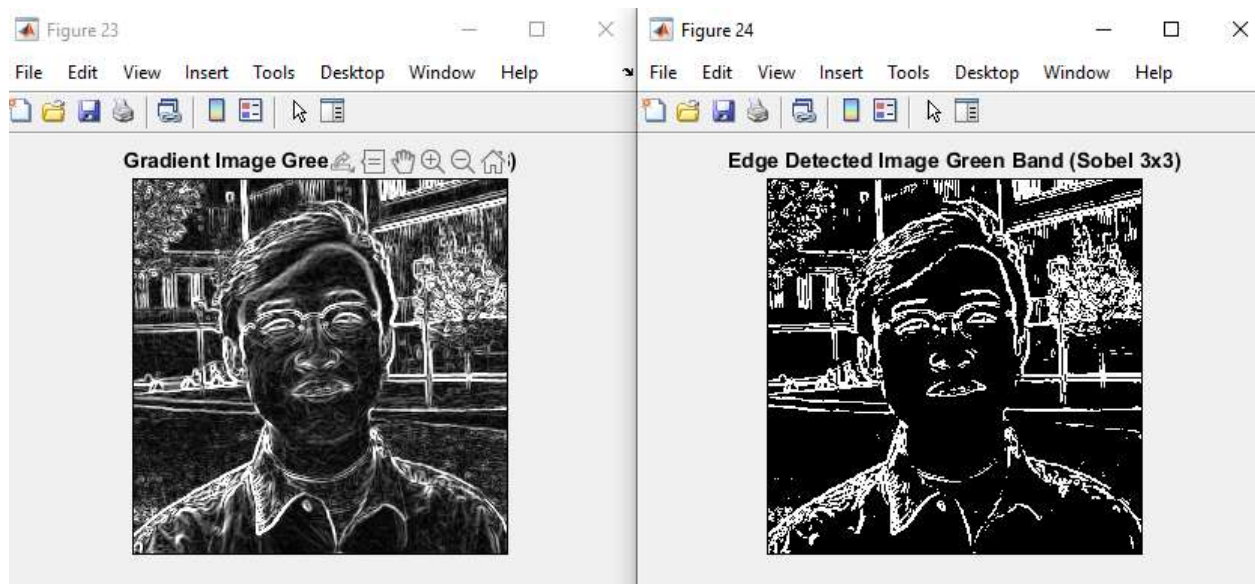 Figure 23
File Edit View Insert Tools Desktop Window Help
Gradient Image )
Figure 24
File Edit View Insert Tools Desktop Window Help
Edge Detected Image Green Band (Sobel 3x3)